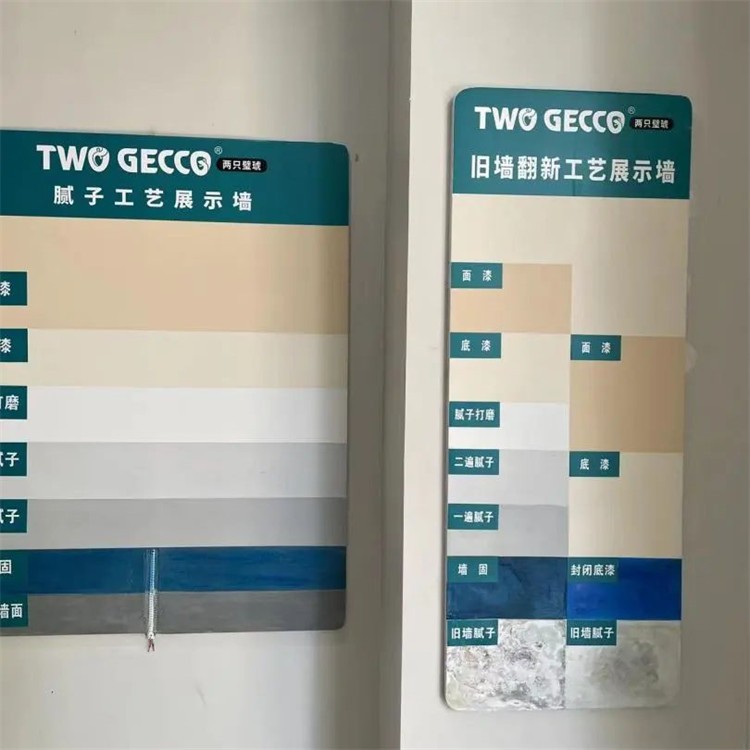 TWO GECCO® 两只壁琥
腻子工艺展示墙
漆
漆
打磨
腻子
腻子
固
墙面
TWO GECCO® 两只壁琥
旧墙翻新工艺展示墙
面漆
底漆
腻子打磨
二遍腻子
一遍腻子
墙固
旧墙腻子
面漆
底漆
封闭底漆
旧墙腻子